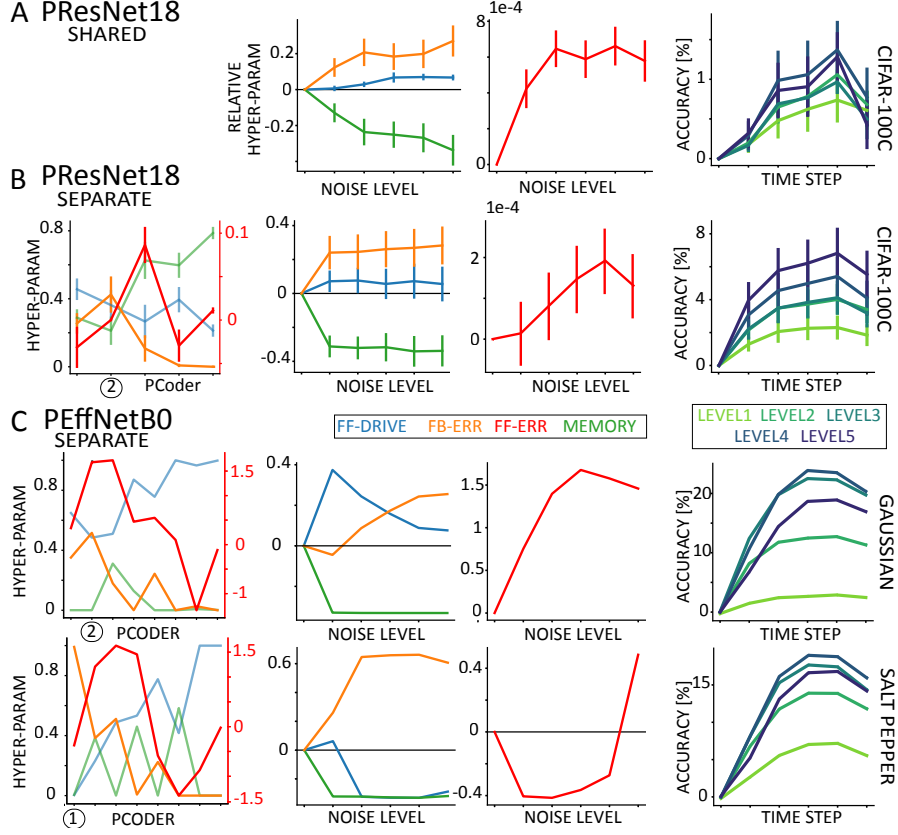 A PResNet18
SHARED
RELATIVE
HYPER-PARAM
0.2
0
-0.2
NOISE LEVEL
8e-4
4
0
NOISE LEVEL
ACCURACY [%]
1
0
TIME STEP
CIFAR-100C
B PResNet18
SEPARATE
HYPER-PARAM
0.8
0.4
0
0.1
0
-0.1
2 PCoder
0.4
0
-0.4
NOISE LEVEL
1e-4
2
0
NOISE LEVEL
ACCURACY [%]
8
4
0
TIME STEP
CIFAR-100C
C PEffNetB0
SEPARATE
FF-DRIVE FB-ERR FF-ERR MEMORY
LEVEL1 LEVEL2 LEVEL3
LEVEL4 LEVEL5
HYPER-PARAM
0.8
0.4
0
1.5
1
0
-1
2 PCODER
0.4
0
NOISE LEVEL
1.5
1
0
NOISE LEVEL
ACCURACY [%]
20
10
0
TIME STEP
GAUSSIAN
HYPER-PARAM
0.8
0.4
0
1.5
1
0
-1.5
1 PCODER
0.6
0
NOISE LEVEL
0.4
0
-0.4
NOISE LEVEL
ACCURACY [%]
15
0
TIME STEP
SALT PEPPER